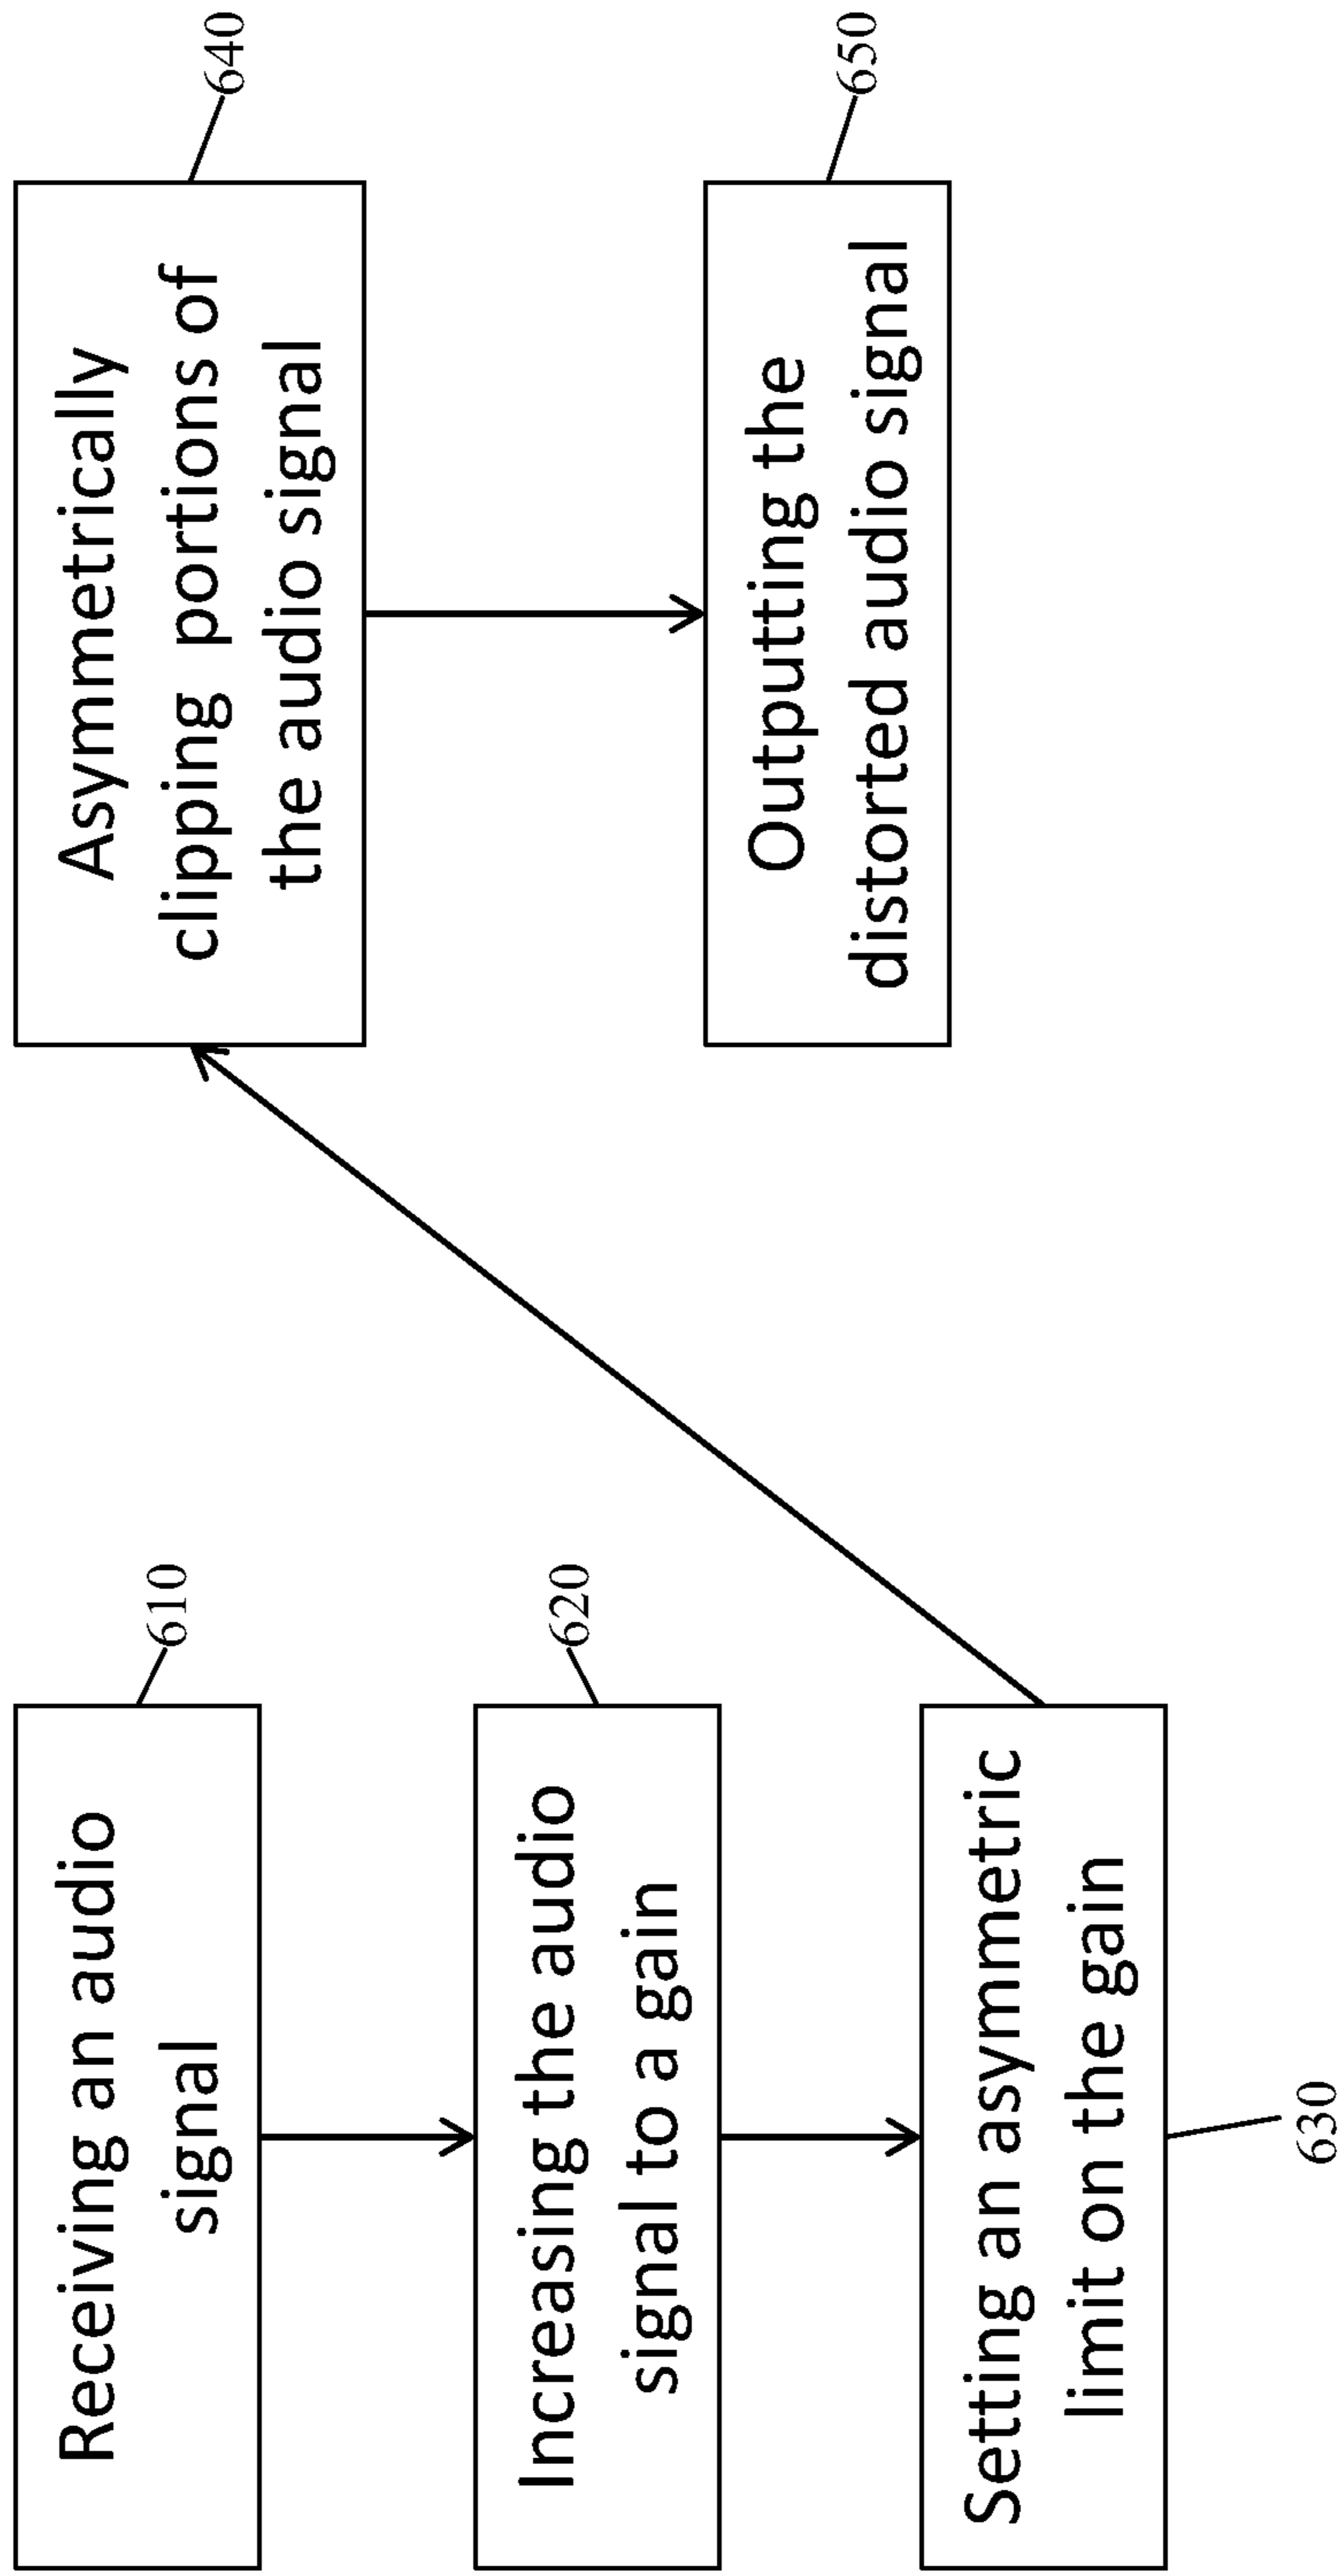 Receiving an audio
signal
610
Increasing the audio
signal to a gain
620
Setting an asymmetric
limit on the gain
630
Asymmetrically
clipping portions of
the audio signal
640
Outputting the
distorted audio signal
650